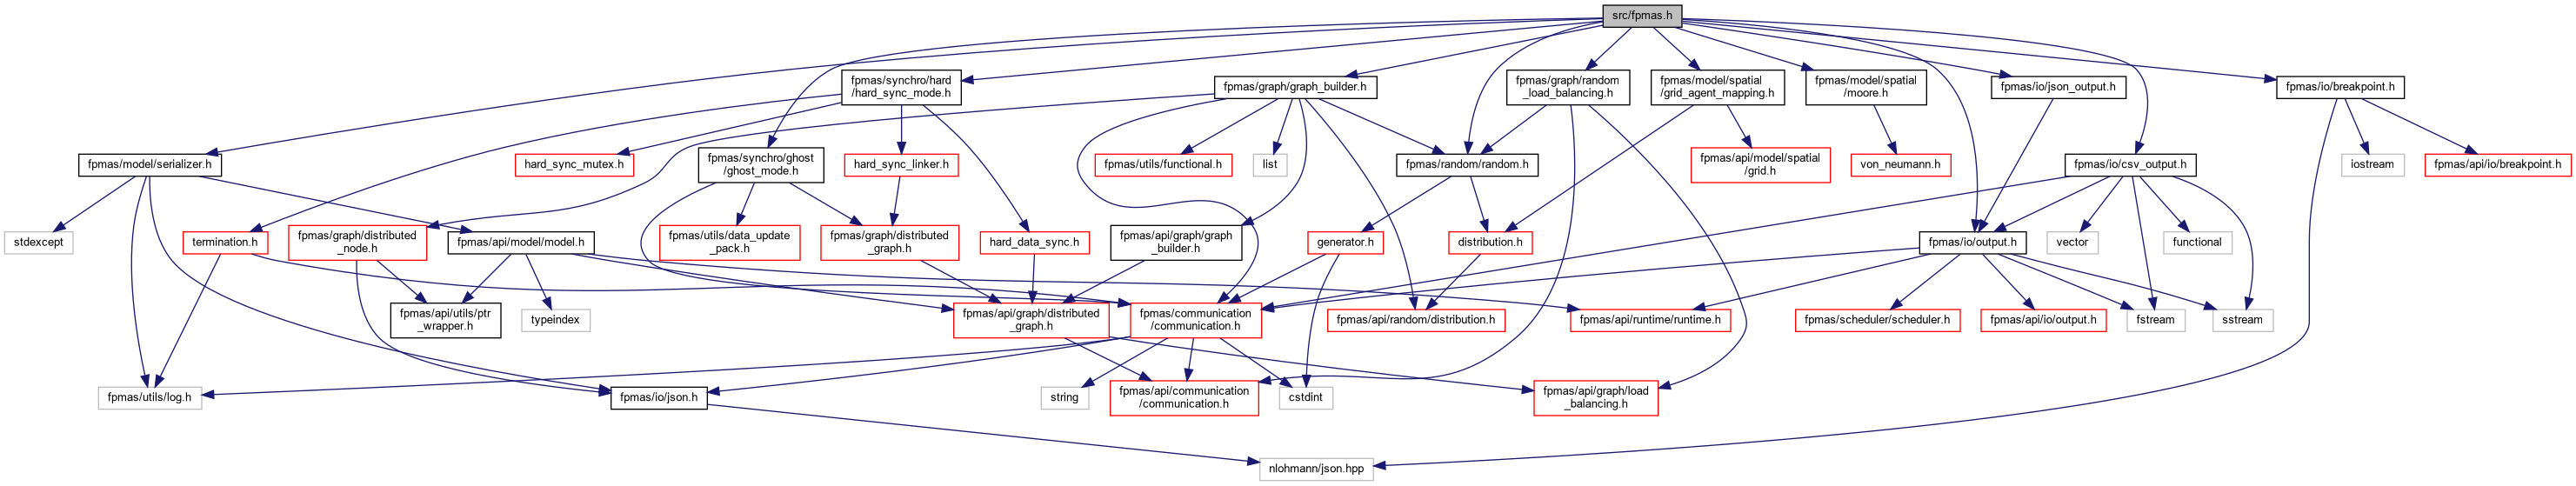 src/fpmas.h
fpmas/synchro/hard
/hard_sync_mode.h
fpmas/graph/graph_builder.h
fpmas/graph/random
_load_balancing.h
fpmas/model/spatial
/grid_agent_mapping.h
fpmas/model/spatial
/moore.h
fpmas/io/json_output.h
fpmas/io/breakpoint.h
fpmas/model/serializer.h
hard_sync_mutex.h
fpmas/synchro/ghost
/ghost_mode.h
hard_sync_linker.h
fpmas/utils/functional.h
list
fpmas/random/random.h
fpmas/api/model/spatial
/grid.h
von_neumann.h
fpmas/io/csv_output.h
iostream
fpmas/api/io/breakpoint.h
stdexcept
termination.h
fpmas/graph/distributed
_node.h
fpmas/api/model/model.h
fpmas/utils/data_update
_pack.h
fpmas/graph/distributed
_graph.h
hard_data_sync.h
fpmas/api/graph/graph
_builder.h
generator.h
distribution.h
fpmas/io/output.h
vector
functional
fpmas/api/utils/ptr
_wrapper.h
typeindex
fpmas/api/graph/distributed
_graph.h
fpmas/communication
/communication.h
fpmas/api/random/distribution.h
fpmas/api/runtime/runtime.h
fpmas/scheduler/scheduler.h
fpmas/api/io/output.h
fstream
sstream
fpmas/utils/log.h
fpmas/io/json.h
string
fpmas/api/communication
/communication.h
cstdint
fpmas/api/graph/load
_balancing.h
nlohmann/json.hpp